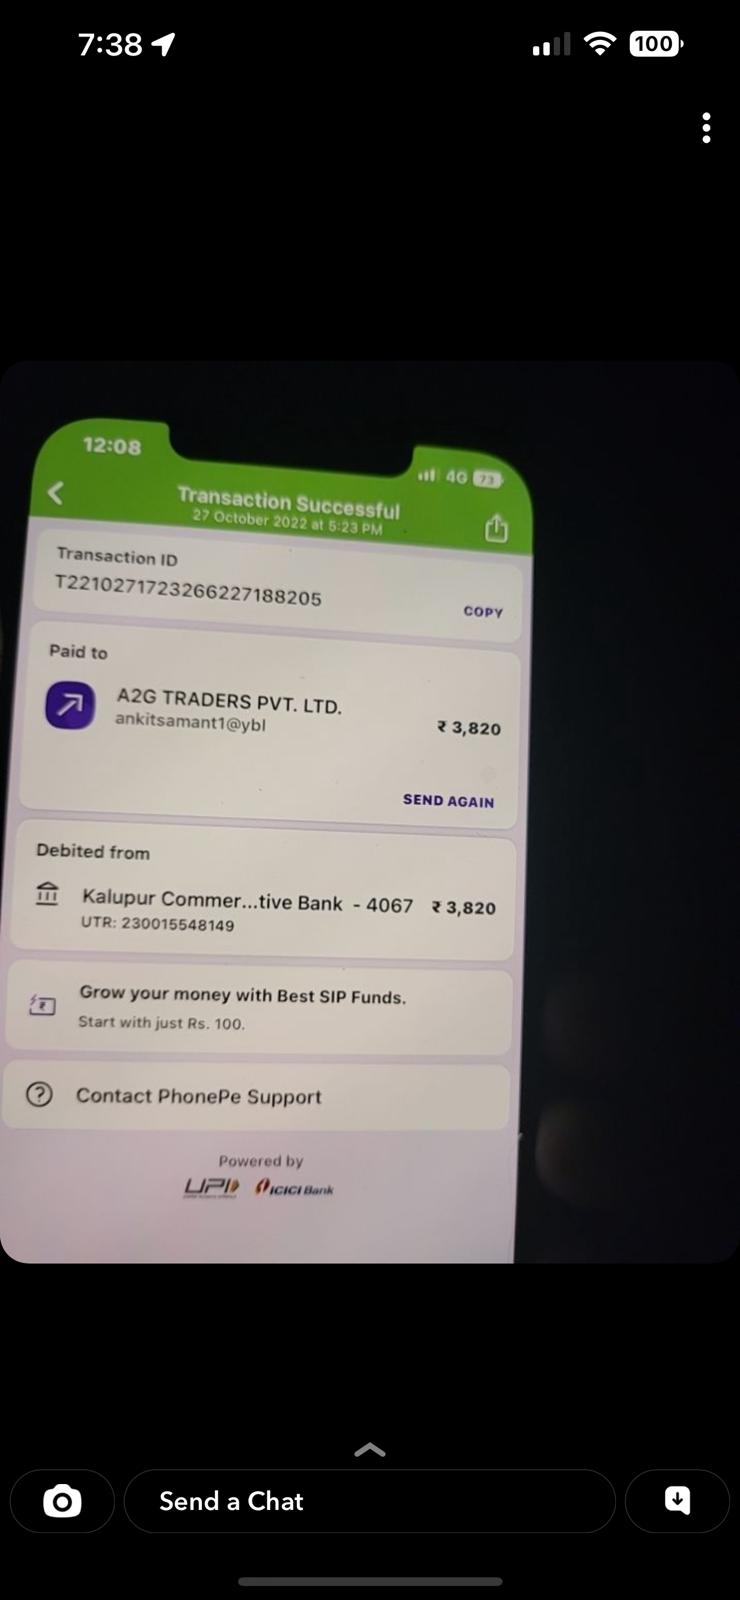 7:38
100
12:08
4G 73
Transaction Successful
27 October 2022 at 5:23 PM
Transaction ID
T2210271723266227188205
COPY
Paid to
A2G TRADERS PVT. LTD.
ankitsamant1@ybl
₹ 3,820
SEND AGAIN
Debited from
Kalupur Commer...tive Bank - 4067 ₹ 3,820
UTR: 230015548149
Grow your money with Best SIP Funds.
Start with just Rs. 100.
Contact PhonePe Support
Powered by
UPI ICICI Bank
Send a Chat